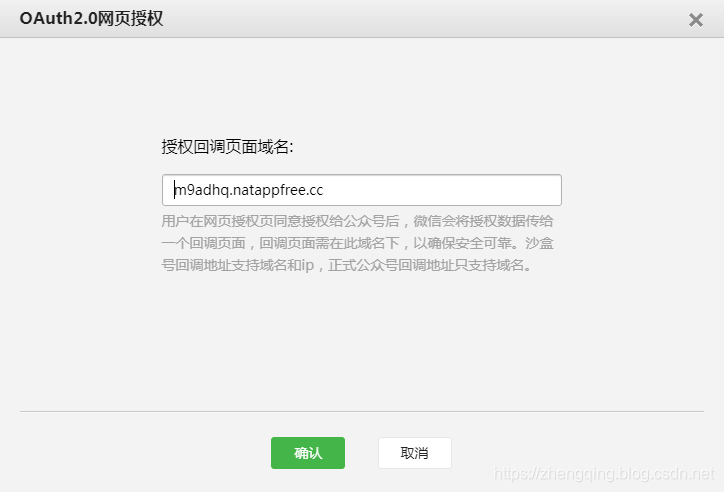 OAuth2.0网页授权
授权回调页面域名:
m9adhq.natappfree.cc
用户在网页授权页同意授权给公众号后，微信会将授权数据传给
一个回调页面，回调页面需在此域名下，以确保安全可靠。沙盒
号回调地址支持域名和ip，正式公众号回调地址只支持域名。
确认
取消
https://zhengqing.blog.csdn.net